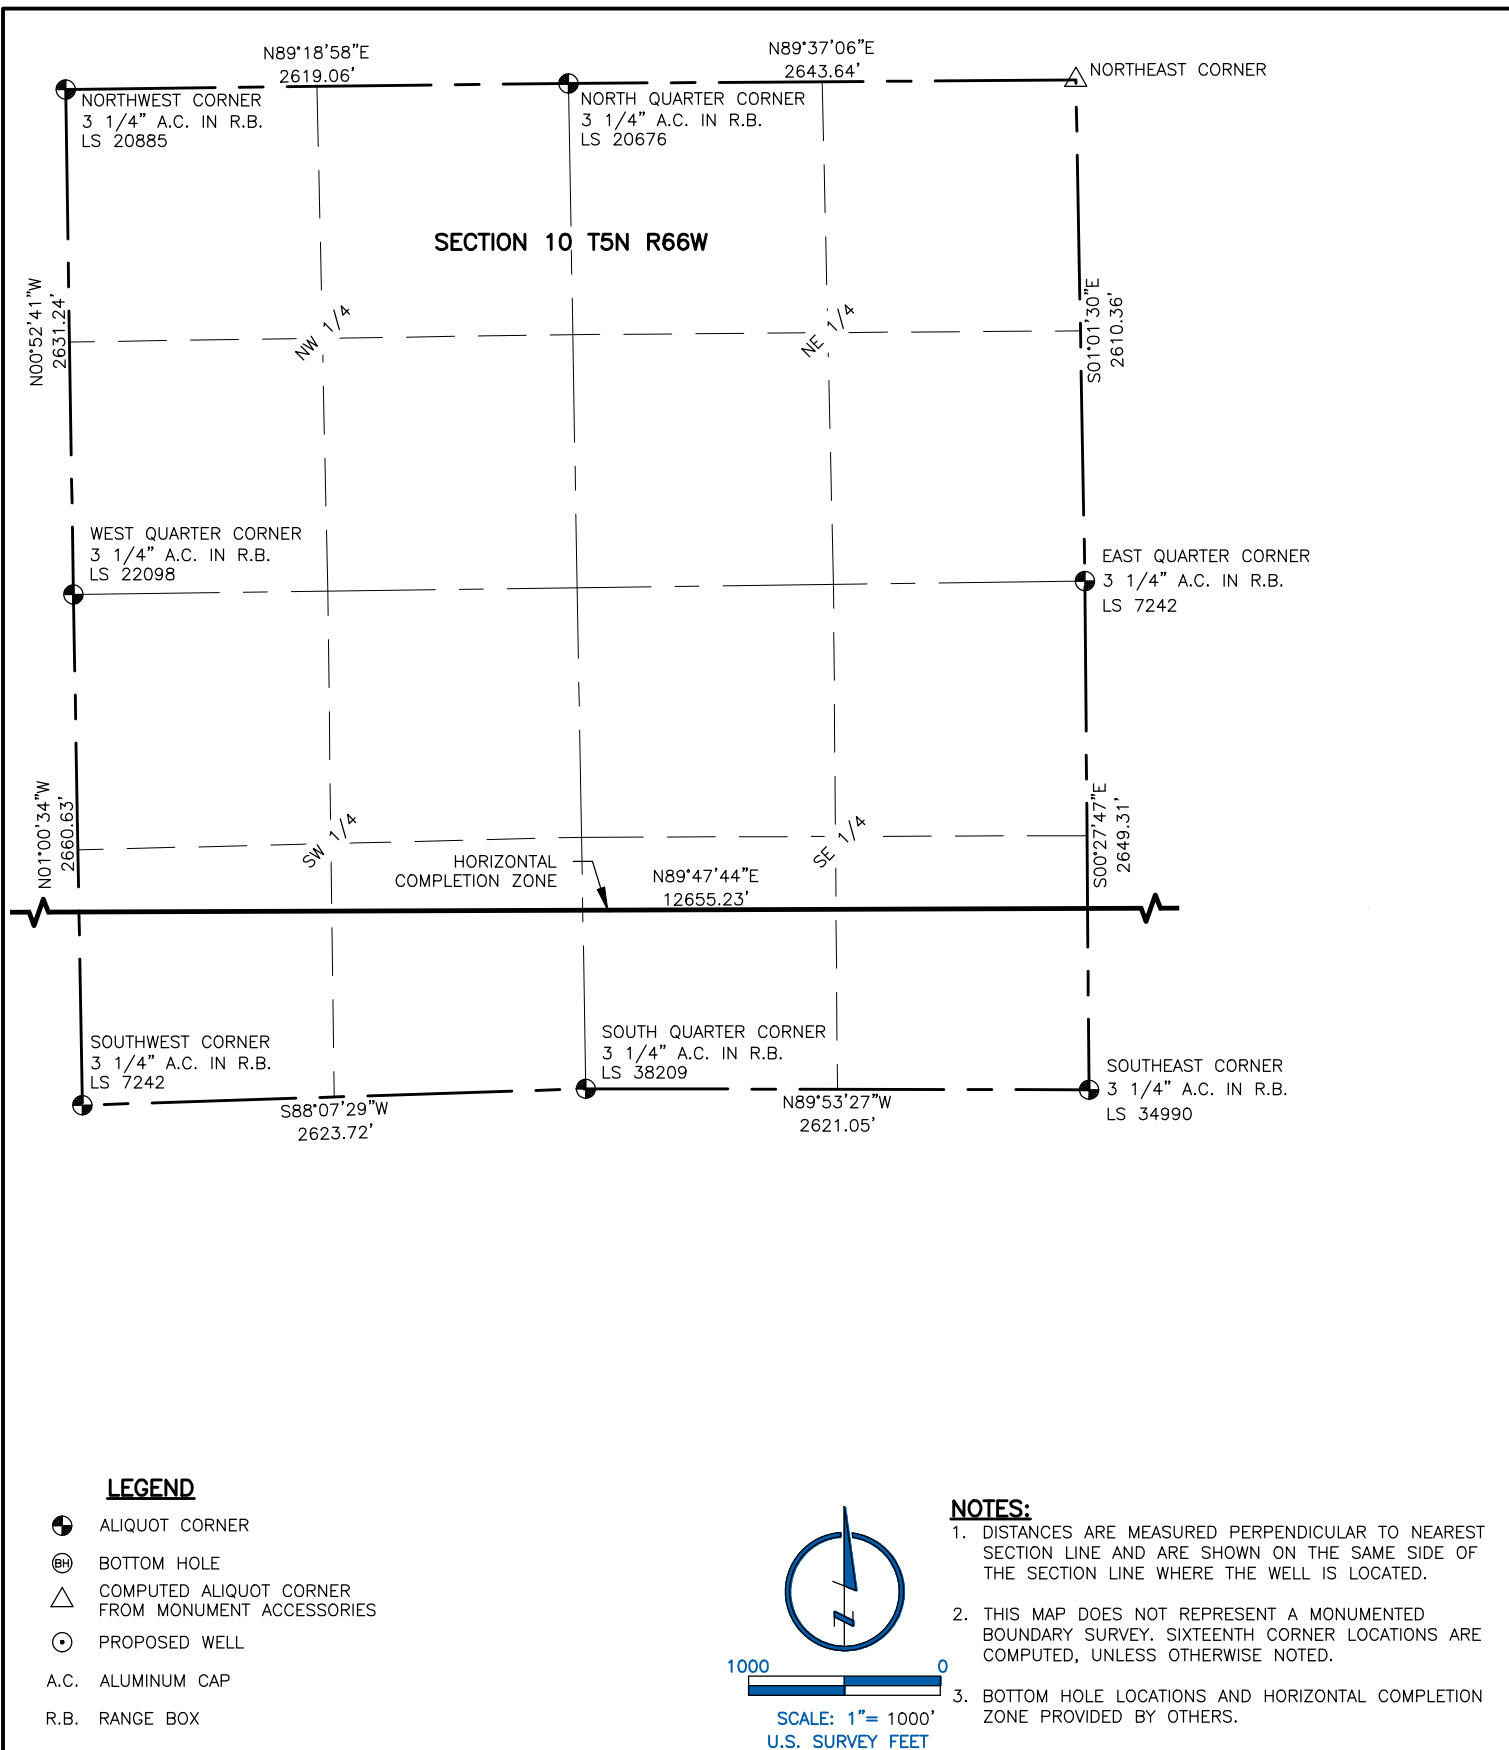 N89°18'58"E
2619.06'
N89°37'06"E
2643.64'
NORTHEAST CORNER
NORTHWEST CORNER
3 1/4" A.C. IN R.B.
LS 20885
NORTH QUARTER CORNER
3 1/4" A.C. IN R.B.
LS 20676
SECTION 10 T5N R66W
N00°52'41"W
2631.24'
NW 1/4
NE 1/4
S01°01'30"E
2610.36'
WEST QUARTER CORNER
3 1/4" A.C. IN R.B.
LS 22098
EAST QUARTER CORNER
3 1/4" A.C. IN R.B.
LS 7242
N01°00'34"W
2660.63'
SW 1/4
SE 1/4
S00°27'47"E
2649.31'
HORIZONTAL
COMPLETION ZONE
N89°47'44"E
12655.23'
SOUTHWEST CORNER
3 1/4" A.C. IN R.B.
LS 7242
SOUTH QUARTER CORNER
3 1/4" A.C. IN R.B.
LS 38209
SOUTHEAST CORNER
3 1/4" A.C. IN R.B.
LS 34990
S88°07'29"W
2623.72'
N89°53'27"W
2621.05'
LEGEND
ALIQUOT CORNER
BH BOTTOM HOLE
COMPUTED ALIQUOT CORNER
FROM MONUMENT ACCESSORIES
PROPOSED WELL
A.C. ALUMINUM CAP
R.B. RANGE BOX
N
1000 0
SCALE: 1"= 1000'
U.S. SURVEY FEET
NOTES:
1. DISTANCES ARE MEASURED PERPENDICULAR TO NEAREST
SECTION LINE AND ARE SHOWN ON THE SAME SIDE OF
THE SECTION LINE WHERE THE WELL IS LOCATED.
2. THIS MAP DOES NOT REPRESENT A MONUMENTED
BOUNDARY SURVEY. SIXTEENTH CORNER LOCATIONS ARE
COMPUTED, UNLESS OTHERWISE NOTED.
3. BOTTOM HOLE LOCATIONS AND HORIZONTAL COMPLETION
ZONE PROVIDED BY OTHERS.